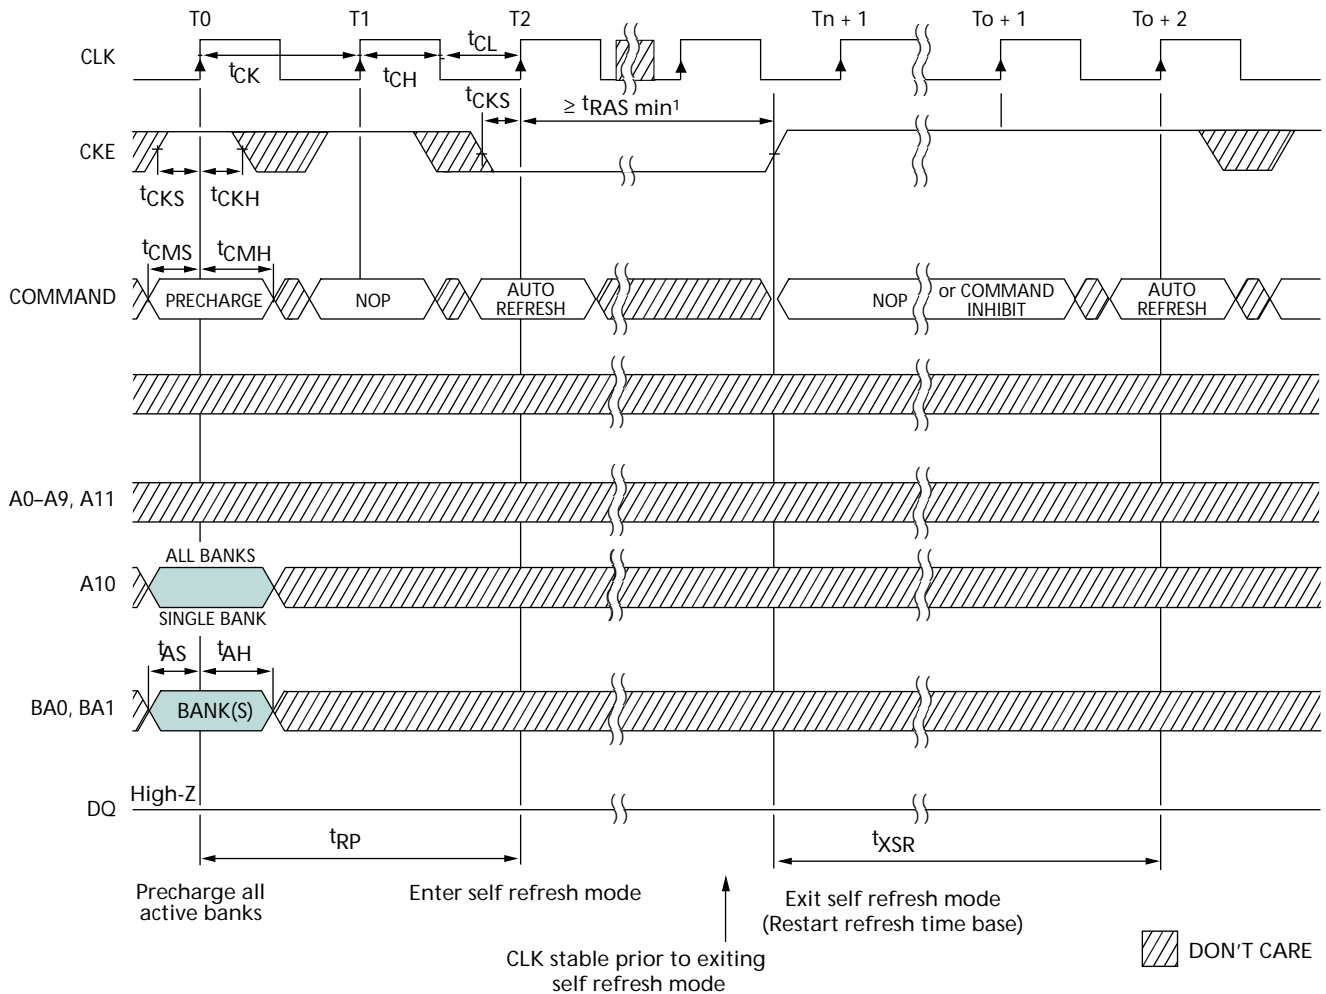 T0 T1 T2 Tn + 1 To + 1 To + 2
CLK
tCK tCH tCL
tCKS ≥ tRAS min¹
CKE
tCKS tCKH
tCMS tCMH
COMMAND PRECHARGE NOP AUTO REFRESH NOP or COMMAND INHIBIT AUTO REFRESH
A0–A9, A11
ALL BANKS
A10
SINGLE BANK
tAS tAH
BA0, BA1 BANK(S)
High-Z
DQ
tRP tXSR
Precharge all
active banks
Enter self refresh mode
Exit self refresh mode
(Restart refresh time base)
CLK stable prior to exiting
self refresh mode
DON'T CARE